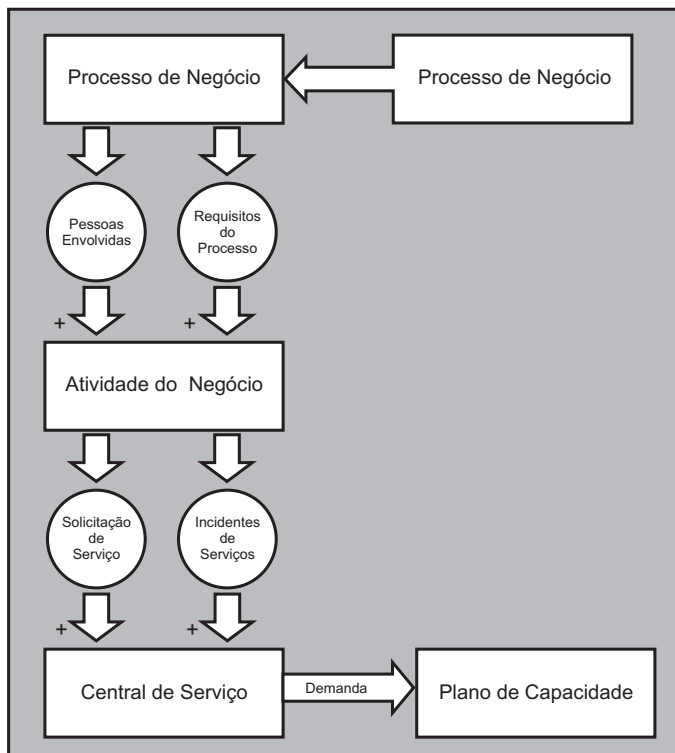 Processo de Negócio
Processo de Negócio
Pessoas
Envolvidas
Requisitos
do
Processo
+
+
Atividade do Negócio
Solicitação
de
Serviço
Incidentes
de
Serviços
+
+
Central de Serviço
Demanda
Plano de Capacidade